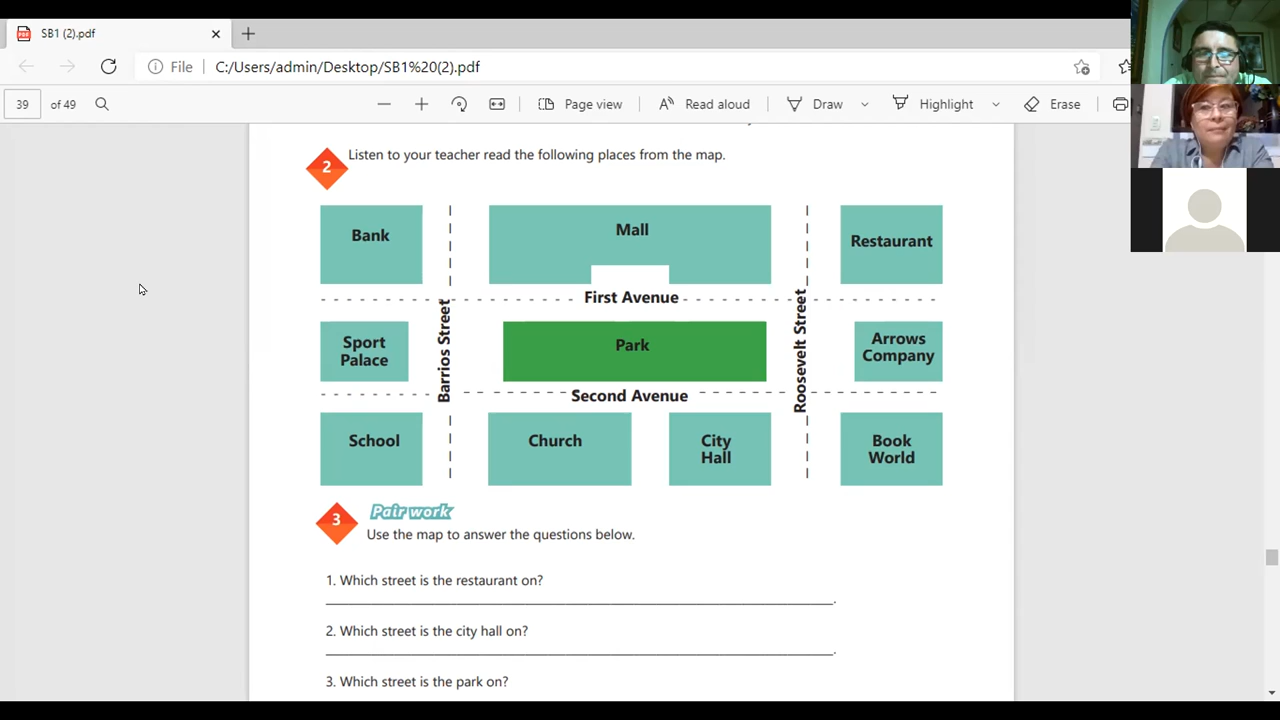 SB1 (2).pdf
File C:/Users/admin/Desktop/SB1%20(2).pdf
39 of 49 Page view Read aloud Draw Highlight Erase
2 Listen to your teacher read the following places from the map.
Bank Mall Restaurant
First Avenue
Barrios Street
Roosevelt Street
Sport Palace
Park
Arrows Company
Second Avenue
School
Church
City Hall
Book World
3 Pair work
Use the map to answer the questions below.
1. Which street is the restaurant on?
2. Which street is the city hall on?
3. Which street is the park on?